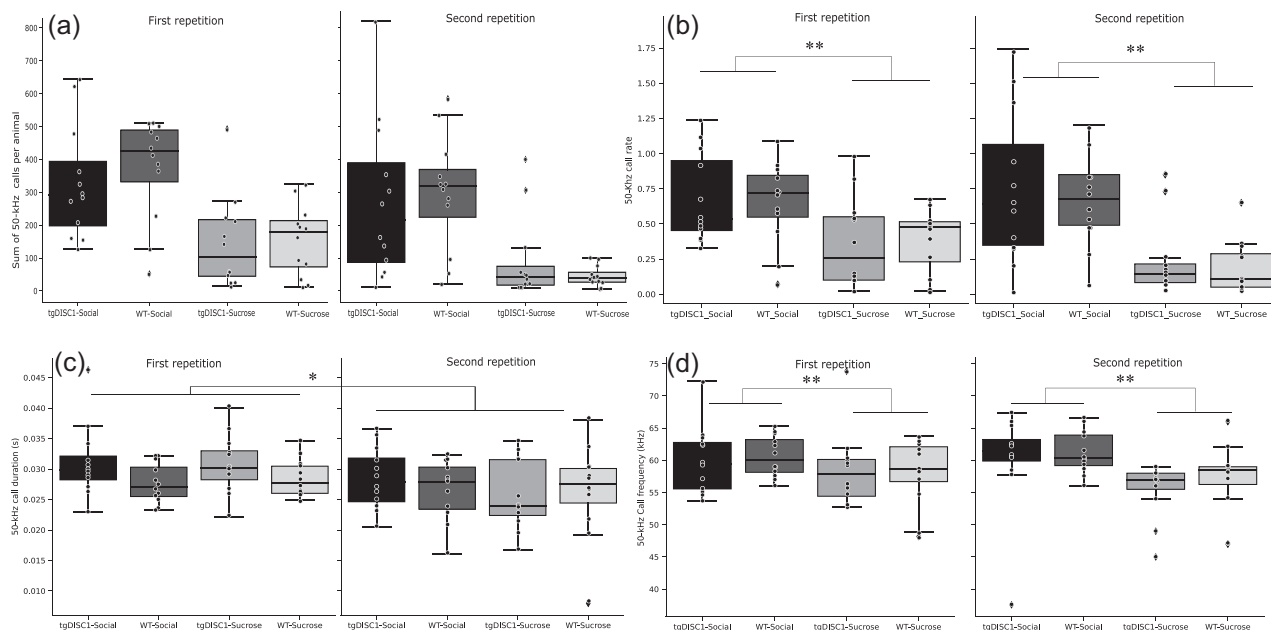 (a)
First repetition
Second repetition
Sum of 50-kHz calls per animal
900
800
700
600
500
400
300
200
100
0
tgDISC1-Social
WT-Social
tgDISC1-Sucrose
WT-Sucrose
tgDISC1-Social
WT-Social
tgDISC1-Sucrose
WT-Sucrose
(b)
First repetition
Second repetition
**
**
50-Khz call rate
1.75
1.50
1.25
1.00
0.75
0.50
0.25
0.00
tgDISC1_Social
WT_Social
tgDISC1_Sucrose
WT_Sucrose
tgDISC1_Social
WT_Social
tgDISC1_Sucrose
WT_Sucrose
(c)
First repetition
Second repetition
*
50-kHz call duration (s)
0.045
0.040
0.035
0.030
0.025
0.020
0.015
0.010
tgDISC1-Social
WT-Social
tgDISC1-Sucrose
WT-Sucrose
tgDISC1-Social
WT-Social
tgDISC1-Sucrose
WT-Sucrose
(d)
First repetition
Second repetition
**
**
50-kHz Call frequency (kHz)
75
70
65
60
55
50
45
40
tgDISC1-Social
WT-Social
tgDISC1-Sucrose
WT-Sucrose
tgDISC1-Social
WT-Social
tgDISC1-Sucrose
WT-Sucrose